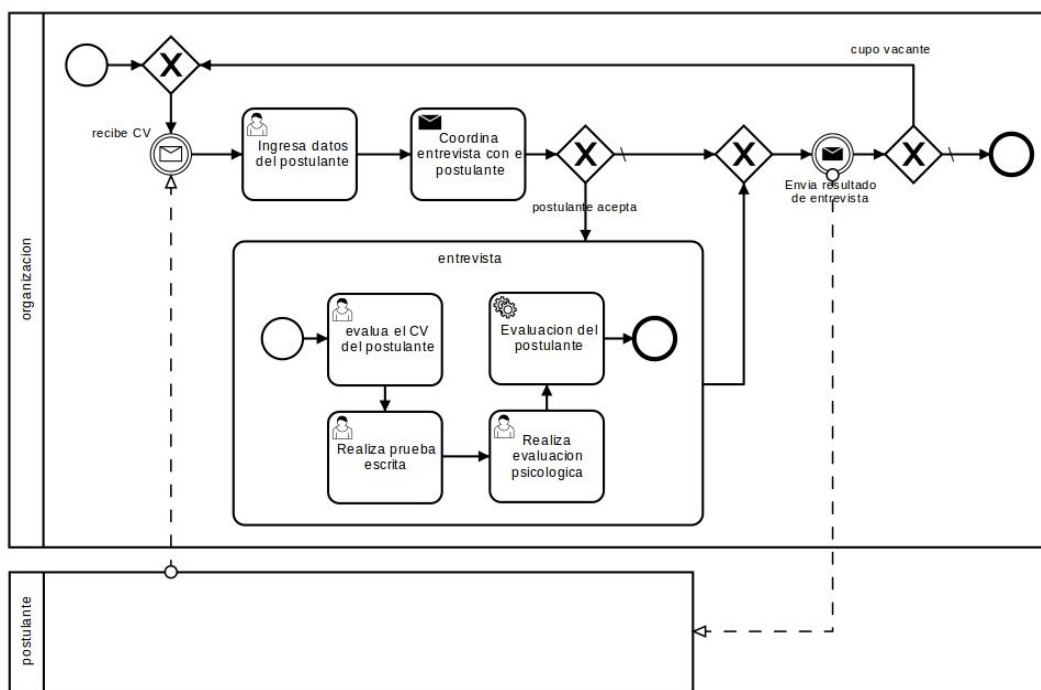 cupo vacante
recibe CV
Ingresa datos
del postulante
Coordina
entrevista con e
postulante
postulante acepta
Envia resultado
de entrevista
organizacion
entrevista
evalua el CV
del postulante
Evaluacion del
postulante
Realiza prueba
escrita
Realiza
evaluacion
psicologica
postulante